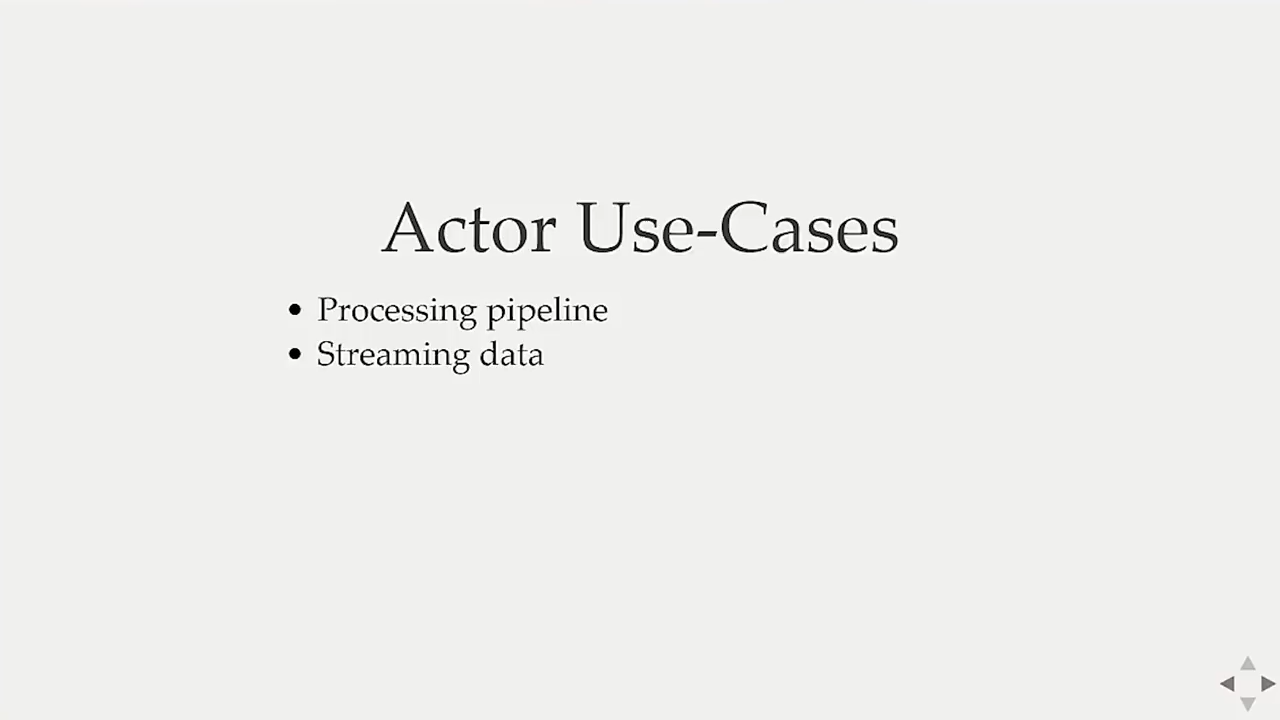 Actor Use-Cases
• Processing pipeline
• Streaming data